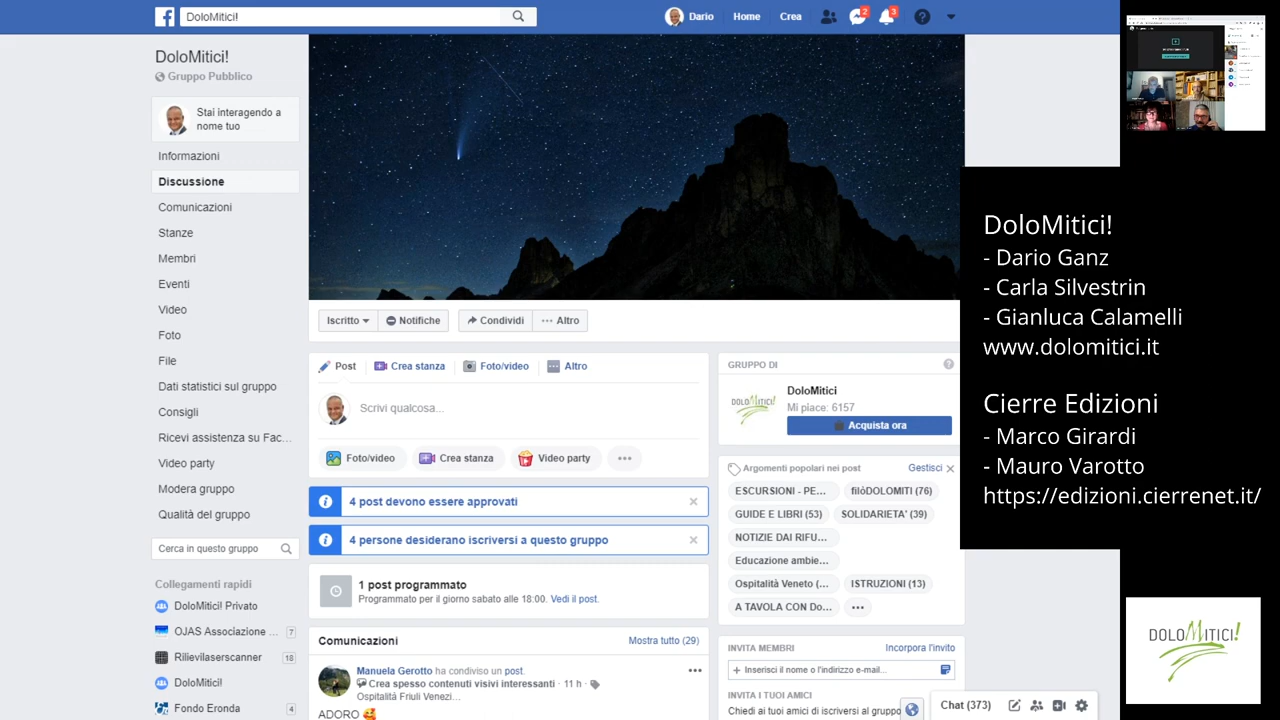 DoloMitici!
Dario
Home
Crea
2
3
DoloMitici!
Gruppo Pubblico
Stai interagendo a
nome tuo
Informazioni
Discussione
Comunicazioni
Stanze
Membri
Eventi
Video
Foto
File
Dati statistici sul gruppo
Consigli
Ricevi assistenza su Fac…
Video party
Modera gruppo
Qualità del gruppo
Cerca in questo gruppo
Collegamenti rapidi
DoloMitici! Privato
OJAS Associazione ... 7
Rilievilaserscanner 18
DoloMitici!
Fondo Eronda 4
Iscritto
Notifiche
Condividi
Altro
Post
Crea stanza
Foto/video
Altro
Scrivi qualcosa...
Foto/video
Crea stanza
Video party
4 post devono essere approvati
4 persone desiderano iscriversi a questo gruppo
1 post programmato
Programmato per il giorno sabato alle 18:00. Vedi il post.
Comunicazioni
Mostra tutto (29)
Manuela Gerotto ha condiviso un post.
Crea spesso contenuti visivi interessanti · 11 h ·
Ospitalità Friuli Venezi...
ADORO 🥰
GRUPPO DI
DOLOMITICI!
DoloMitici
Mi piace: 6157
Acquista ora
Argomenti popolari nei post
Gestisci
ESCURSIONI - PE...
filóDOLOMITI (76)
GUIDE E LIBRI (53)
SOLIDARIETA' (39)
NOTIZIE DAI RIFU...
Educazione ambie...
Ospitalità Veneto (...
ISTRUZIONI (13)
A TAVOLA CON Do...
INVITA MEMBRI
Incorpora l'invito
+ Inserisci il nome o l'indirizzo e-mail...
INVITA I TUOI AMICI
Chiedi ai tuoi amici di iscriversi al gruppo
Chat (373)
DoloMitici!
- Dario Ganz
- Carla Silvestrin
- Gianluca Calamelli
www.dolomitici.it
Cierre Edizioni
- Marco Girardi
- Mauro Varotto
https://edizioni.cierrenet.it/
DOLOMITICI!